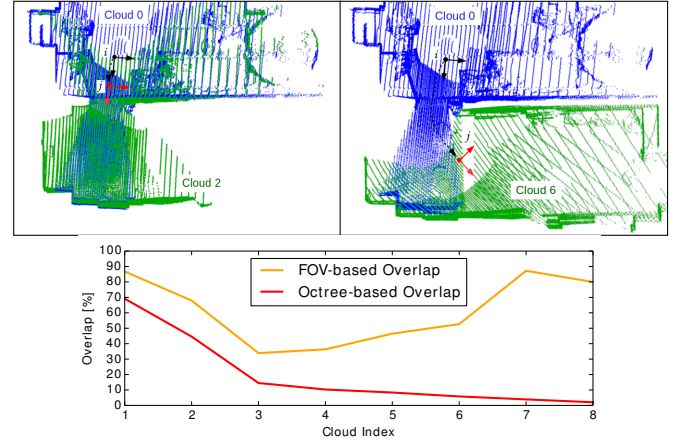 Cloud 0
i
Cloud 2
Cloud 0
i
j
Cloud 6
100
90
80
70
60
50
40
30
20
10
0
Overlap [%]
FOV-based Overlap
Octree-based Overlap
1 2 3 4 5 6 7 8
Cloud Index